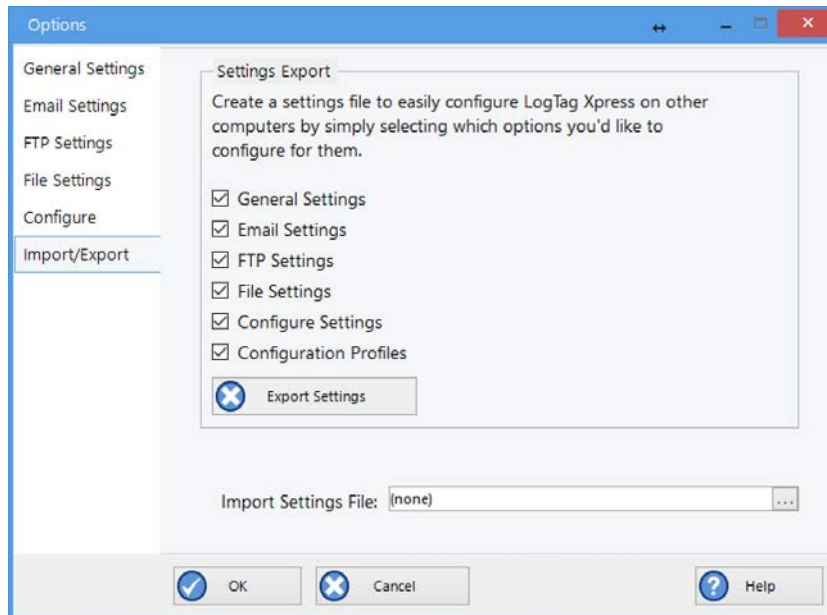 Options
General Settings
Email Settings
FTP Settings
File Settings
Configure
Import/Export
Settings Export
Create a settings file to easily configure LogTag Xpress on other
computers by simply selecting which options you'd like to
configure for them.
General Settings
Email Settings
FTP Settings
File Settings
Configure Settings
Configuration Profiles
Export Settings
Import Settings File: (none) ...
OK Cancel Help